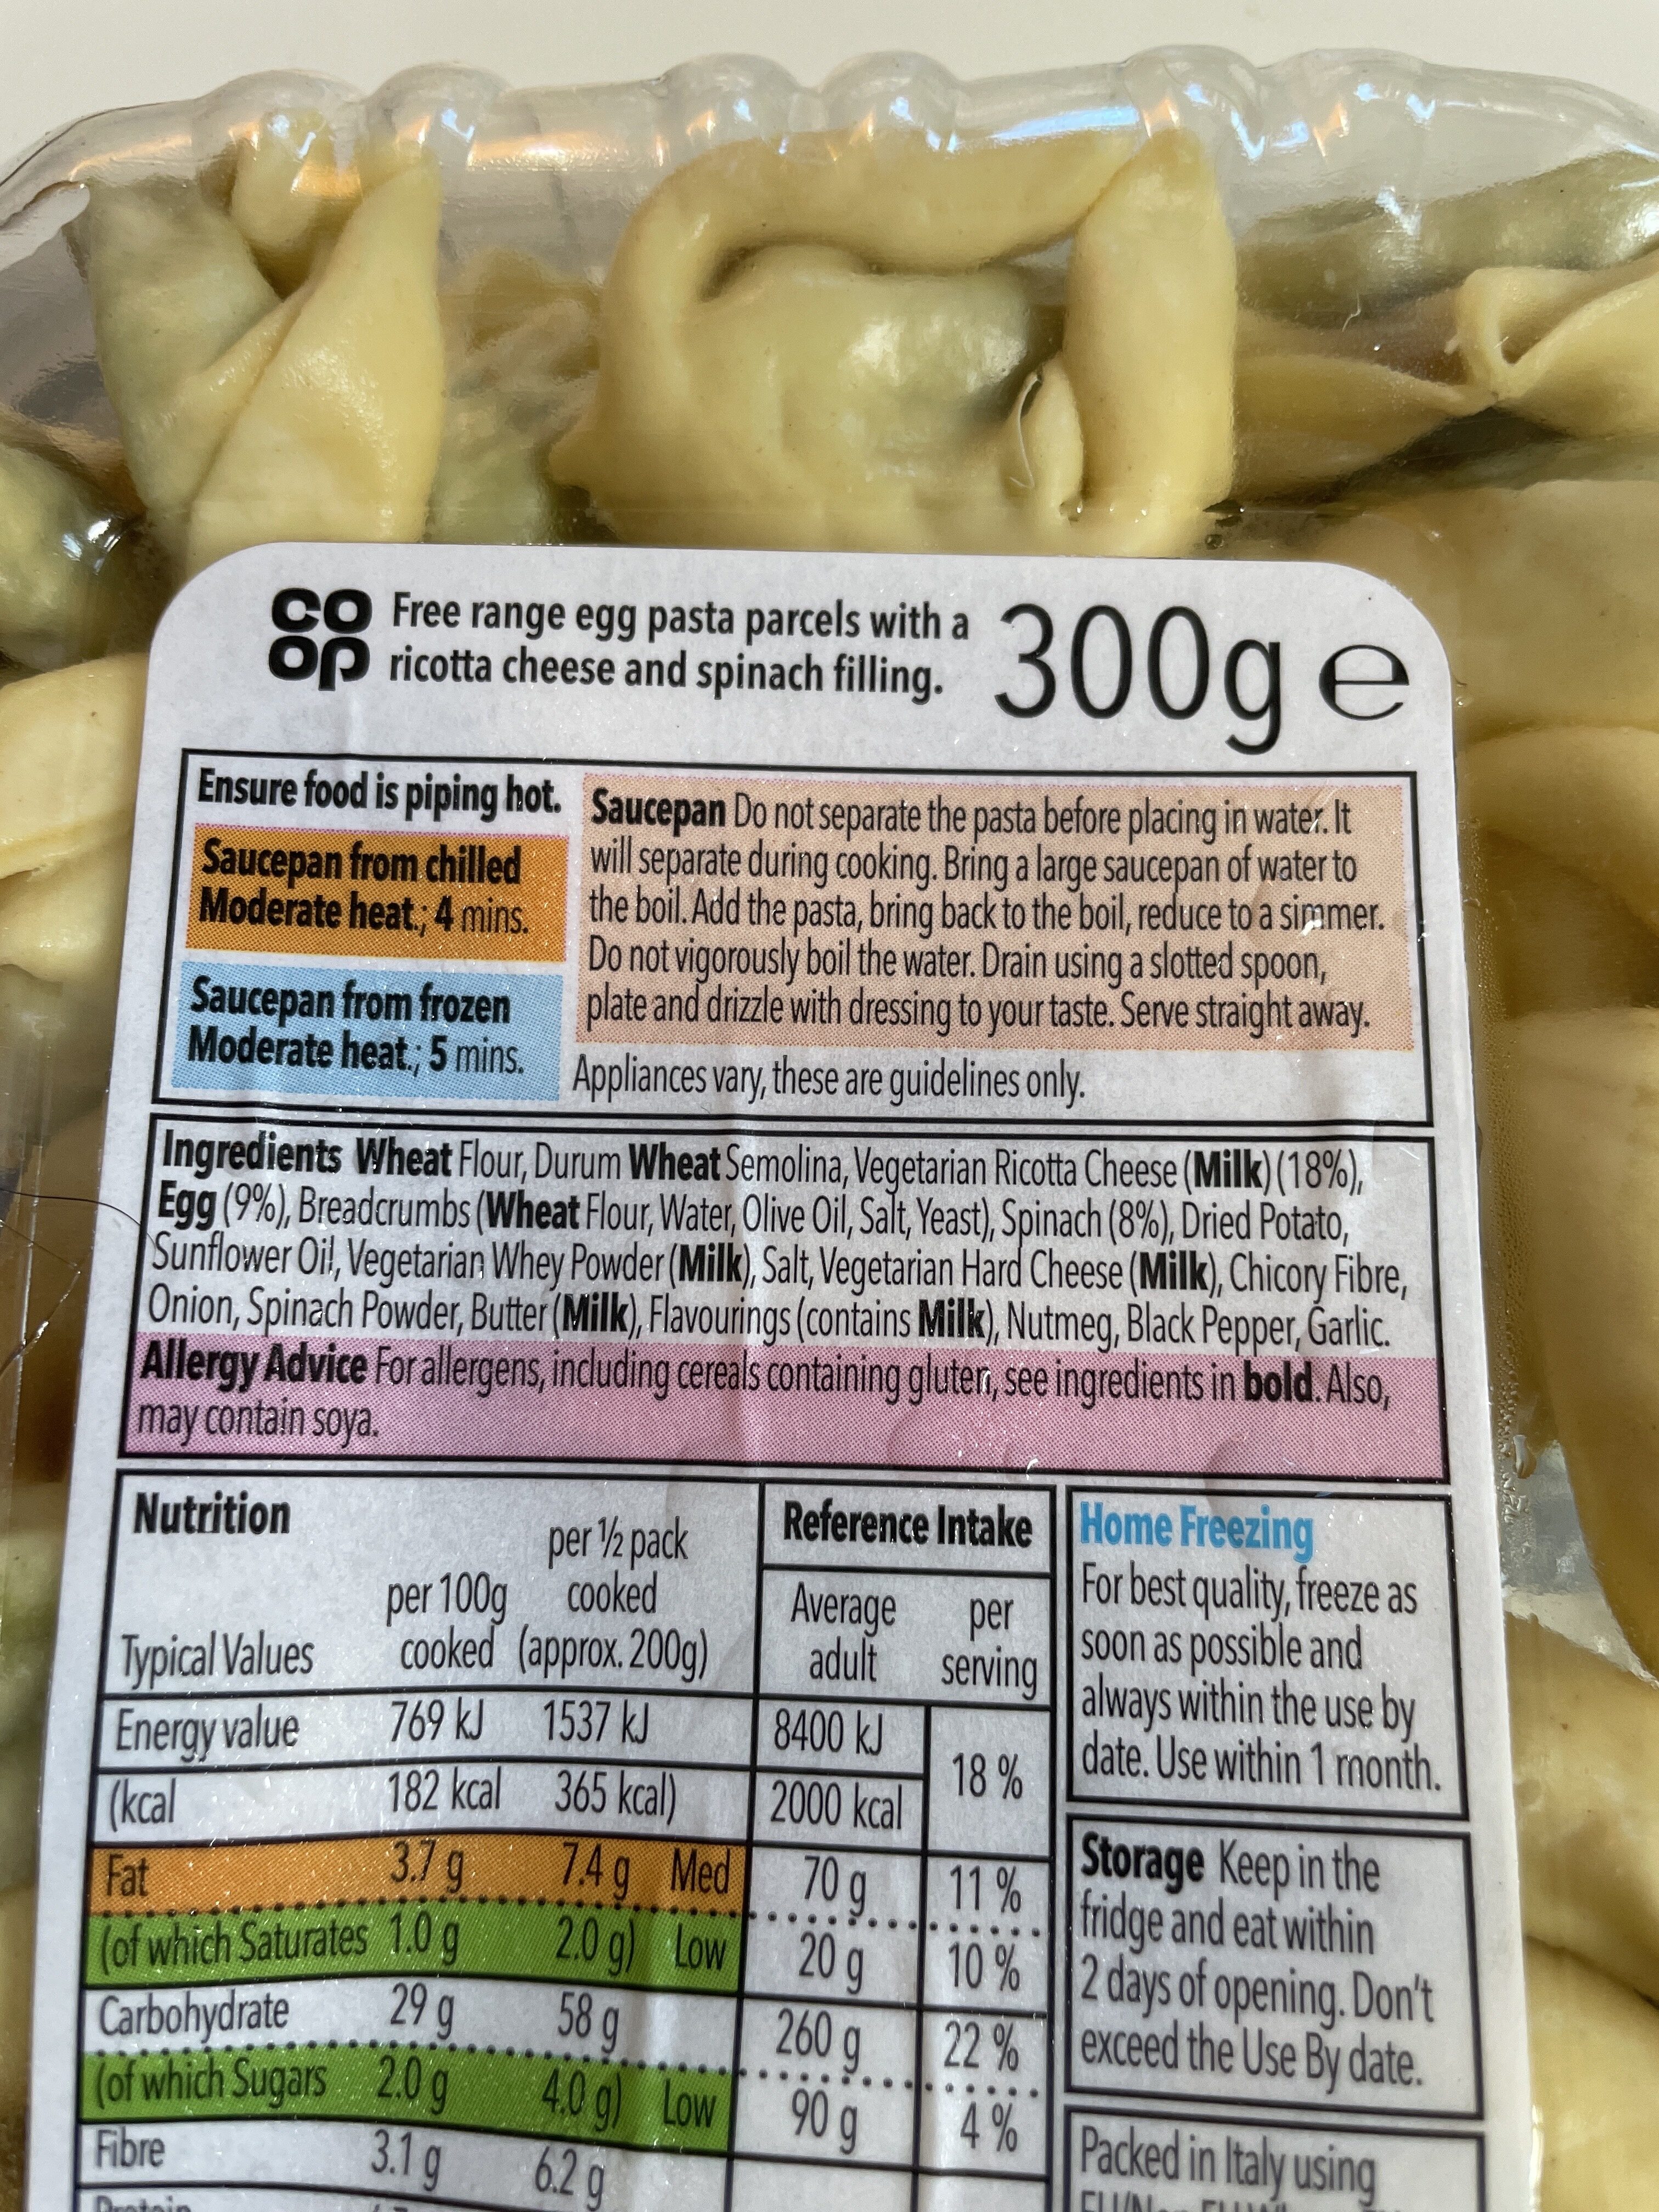 CO
OP
Free range egg pasta parcels with a
ricotta cheese and spinach filling.
300g e
Ensure food is piping hot.
Saucepan from chilled
Moderate heat.; 4 mins.
Saucepan from frozen
Moderate heat.; 5 mins.
Saucepan Do not separate the pasta before placing in water. It
will separate during cooking. Bring a large saucepan of water to
the boil. Add the pasta, bring back to the boil, reduce to a simmer.
Do not vigorously boil the water. Drain using a slotted spoon,
plate and drizzle with dressing to your taste. Serve straight away.
Appliances vary, these are guidelines only.
Ingredients Wheat Flour, Durum Wheat Semolina, Vegetarian Ricotta Cheese (Milk) (18%),
Egg (9%), Breadcrumbs (Wheat Flour, Water, Olive Oil, Salt, Yeast), Spinach (8%), Dried Potato,
Sunflower Oil, Vegetarian Whey Powder (Milk), Salt, Vegetarian Hard Cheese (Milk), Chicory Fibre,
Onion, Spinach Powder, Butter (Milk), Flavourings (contains Milk), Nutmeg, Black Pepper, Garlic.
Allergy Advice For allergens, including cereals containing gluten, see ingredients in bold. Also,
may contain soya.
Nutrition
Typical Values
per 100g
cooked
per ½ pack
cooked
(approx. 200g)
Reference Intake
Average
adult
per
serving
Energy value 769 kJ 1537 kJ 8400 kJ
(kcal 182 kcal 365 kcal) 2000 kcal
18 %
Fat 3.7 g 7.4 g Med 70 g 11 %
(of which Saturates 1.0 g 2.0 g) Low 20 g 10 %
Carbohydrate 29 g 58 g 260 g 22 %
(of which Sugars 2.0 g 4.0 g) Low 90 g 4 %
Fibre 3.1 g 6.2 g
Home Freezing
For best quality, freeze as
soon as possible and
always within the use by
date. Use within 1 month.
Storage Keep in the
fridge and eat within
2 days of opening. Don't
exceed the Use By date.
Packed in Italy using